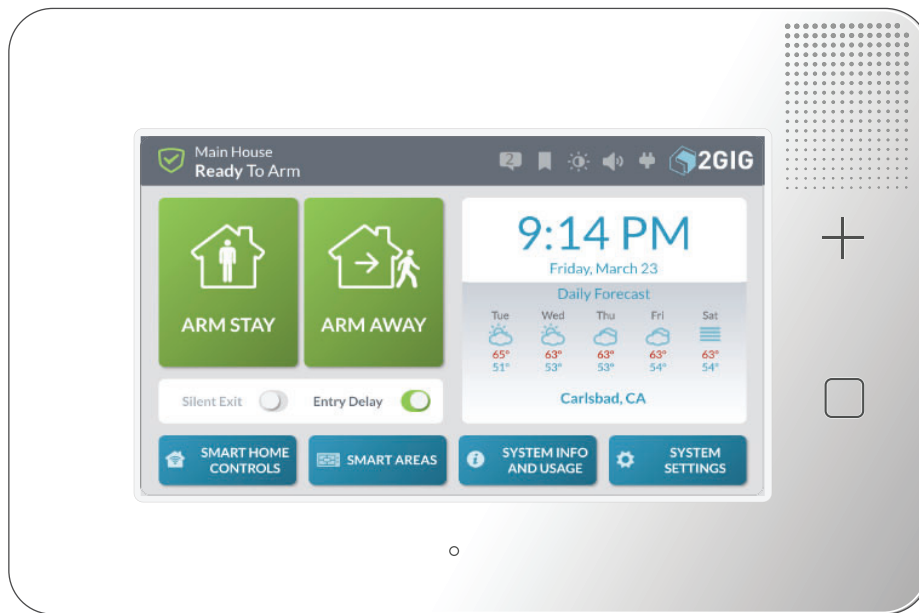 Main House
Ready To Arm
2
2GIG
ARM STAY
ARM AWAY
9:14 PM
Friday, March 23
Daily Forecast
Tue Wed Thu Fri Sat
65° 63° 63° 63° 63°
51° 53° 53° 54° 54°
Carlsbad, CA
Silent Exit
Entry Delay
SMART HOME
CONTROLS
SMART AREAS
SYSTEM INFO
AND USAGE
SYSTEM
SETTINGS